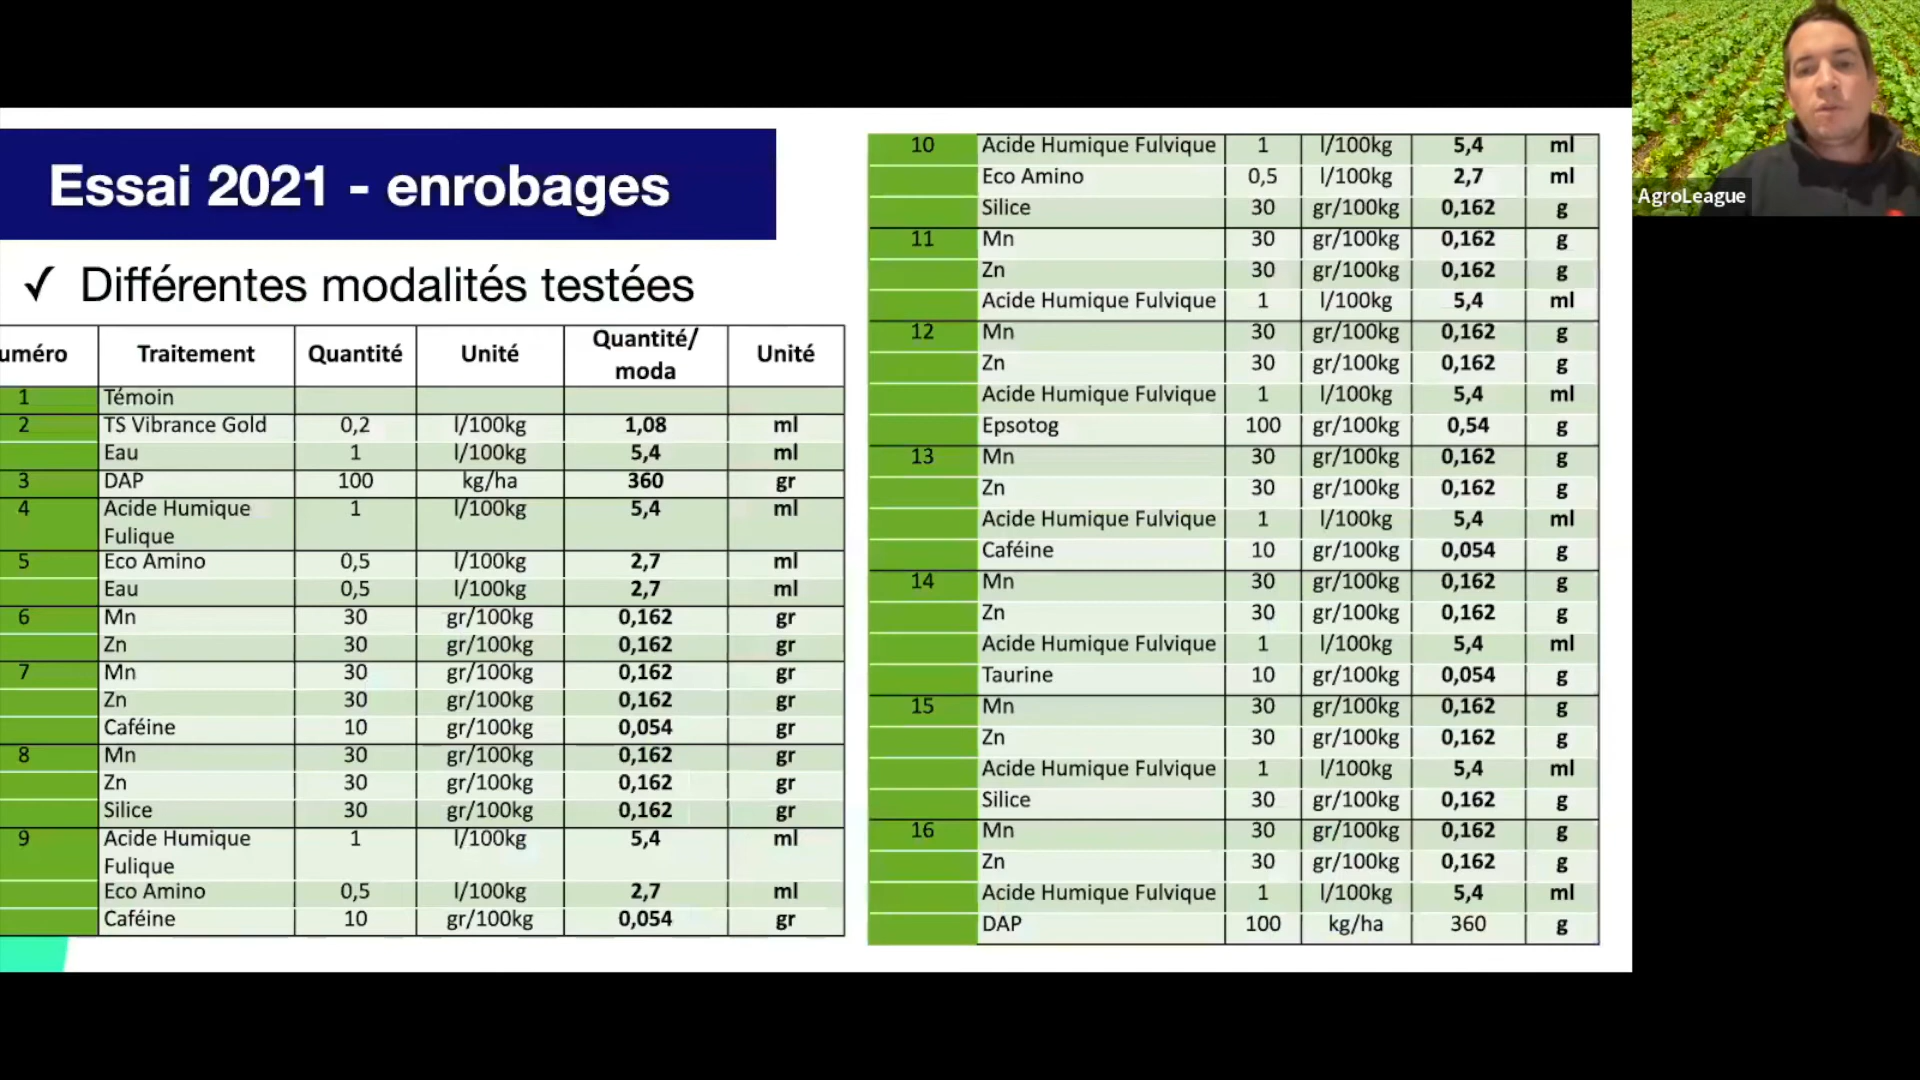 Essai 2021 - enrobages
✓ Différentes modalités testées
uméro Traitement Quantité Unité Quantité/ moda Unité
1 Témoin
2 TS Vibrance Gold 0,2 l/100kg 1,08 ml
Eau 1 l/100kg 5,4 ml
3 DAP 100 kg/ha 360 gr
4 Acide Humique Fulique 1 l/100kg 5,4 ml
5 Eco Amino 0,5 l/100kg 2,7 ml
Eau 0,5 l/100kg 2,7 ml
6 Mn 30 gr/100kg 0,162 gr
Zn 30 gr/100kg 0,162 gr
7 Mn 30 gr/100kg 0,162 gr
Zn 30 gr/100kg 0,162 gr
Caféine 10 gr/100kg 0,054 gr
8 Mn 30 gr/100kg 0,162 gr
Zn 30 gr/100kg 0,162 gr
Silice 30 gr/100kg 0,162 gr
9 Acide Humique Fulique 1 l/100kg 5,4 ml
Eco Amino 0,5 l/100kg 2,7 ml
Caféine 10 gr/100kg 0,054 gr
10 Acide Humique Fulvique 1 l/100kg 5,4 ml
Eco Amino 0,5 l/100kg 2,7 ml
Silice 30 gr/100kg 0,162 g
11 Mn 30 gr/100kg 0,162 g
Zn 30 gr/100kg 0,162 g
Acide Humique Fulvique 1 l/100kg 5,4 ml
12 Mn 30 gr/100kg 0,162 g
Zn 30 gr/100kg 0,162 g
Acide Humique Fulvique 1 l/100kg 5,4 ml
Epsotog 100 gr/100kg 0,54 g
13 Mn 30 gr/100kg 0,162 g
Zn 30 gr/100kg 0,162 g
Acide Humique Fulvique 1 l/100kg 5,4 ml
Caféine 10 gr/100kg 0,054 g
14 Mn 30 gr/100kg 0,162 g
Zn 30 gr/100kg 0,162 g
Acide Humique Fulvique 1 l/100kg 5,4 ml
Taurine 10 gr/100kg 0,054 g
15 Mn 30 gr/100kg 0,162 g
Zn 30 gr/100kg 0,162 g
Acide Humique Fulvique 1 l/100kg 5,4 ml
Silice 30 gr/100kg 0,162 g
16 Mn 30 gr/100kg 0,162 g
Zn 30 gr/100kg 0,162 g
Acide Humique Fulvique 1 l/100kg 5,4 ml
DAP 100 kg/ha 360 g
AgroLeague